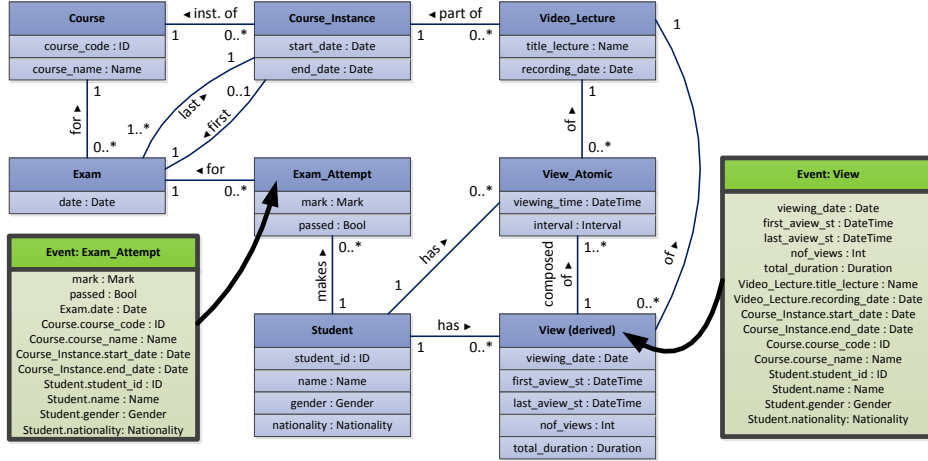 Course
course_code : ID
course_name : Name
◄ inst. of
1
0..*
Course_Instance
start_date : Date
end_date : Date
◄ part of
1
0..*
Video_Lecture
title_lecture : Name
recording_date : Date
1
1
for ►
0..*
last ►
1
1..*
◄ first
0..1
1
of ►
1
0..*
of ►
1
0..*
Exam
date : Date
◄ for
1
0..*
Exam_Attempt
mark : Mark
passed : Bool
View_Atomic
viewing_time : DateTime
interval : Interval
0..*
has ►
1
makes ►
0..*
1
composed
of ►
1..*
1
Student
student_id : ID
name : Name
gender : Gender
nationality : Nationality
has ►
1
0..*
View (derived)
viewing_date : Date
first_aview_st : DateTime
last_aview_st : DateTime
nof_views : Int
total_duration : Duration
Event: Exam_Attempt
mark : Mark
passed : Bool
Exam.date : Date
Course.course_code : ID
Course.course_name : Name
Course_Instance.start_date : Date
Course_Instance.end_date : Date
Student.student_id : ID
Student.name : Name
Student.gender : Gender
Student.nationality: Nationality
Event: View
viewing_date : Date
first_aview_st : DateTime
last_aview_st : DateTime
nof_views : Int
total_duration : Duration
Video_Lecture.title_lecture : Name
Video_Lecture.recording_date : Date
Course_Instance.start_date : Date
Course_Instance.end_date : Date
Course.course_code : ID
Course.course_name : Name
Student.student_id : ID
Student.name : Name
Student.gender : Gender
Student.nationality : Nationality